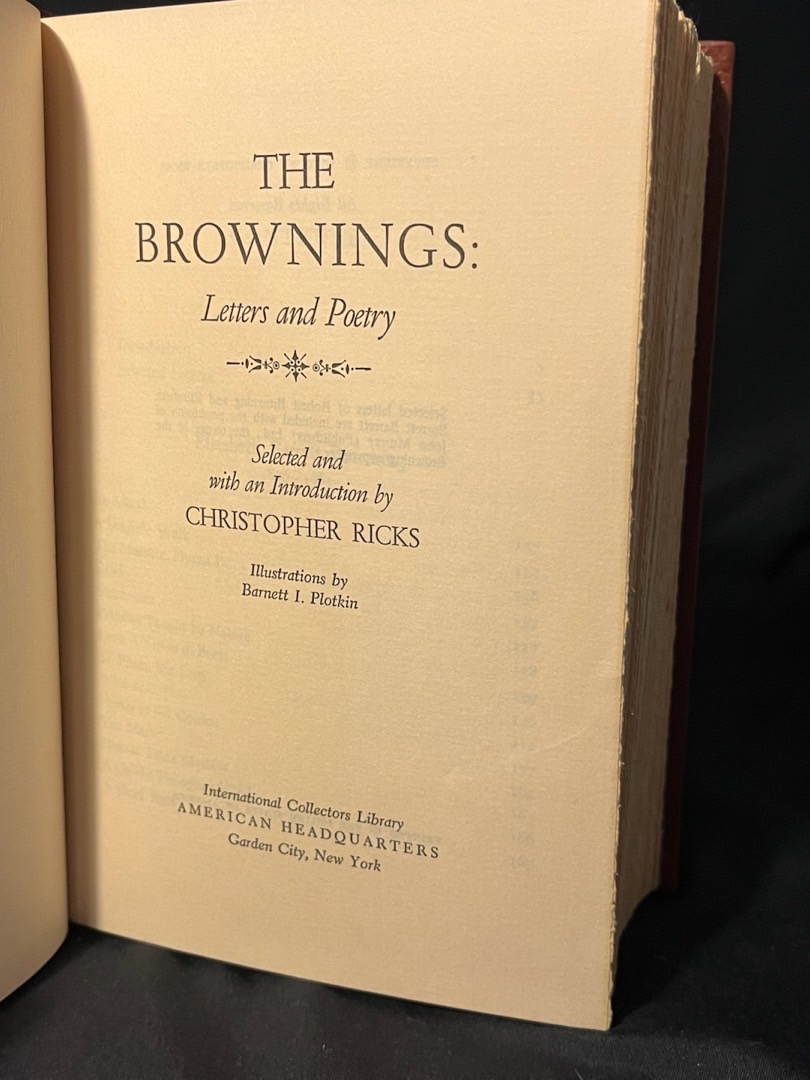 THE
BROWNINGS:
Letters and Poetry
Selected and
with an Introduction by
CHRISTOPHER RICKS
Illustrations by
Barnett I. Plotkin
International Collectors Library
AMERICAN HEADQUARTERS
Garden City, New York